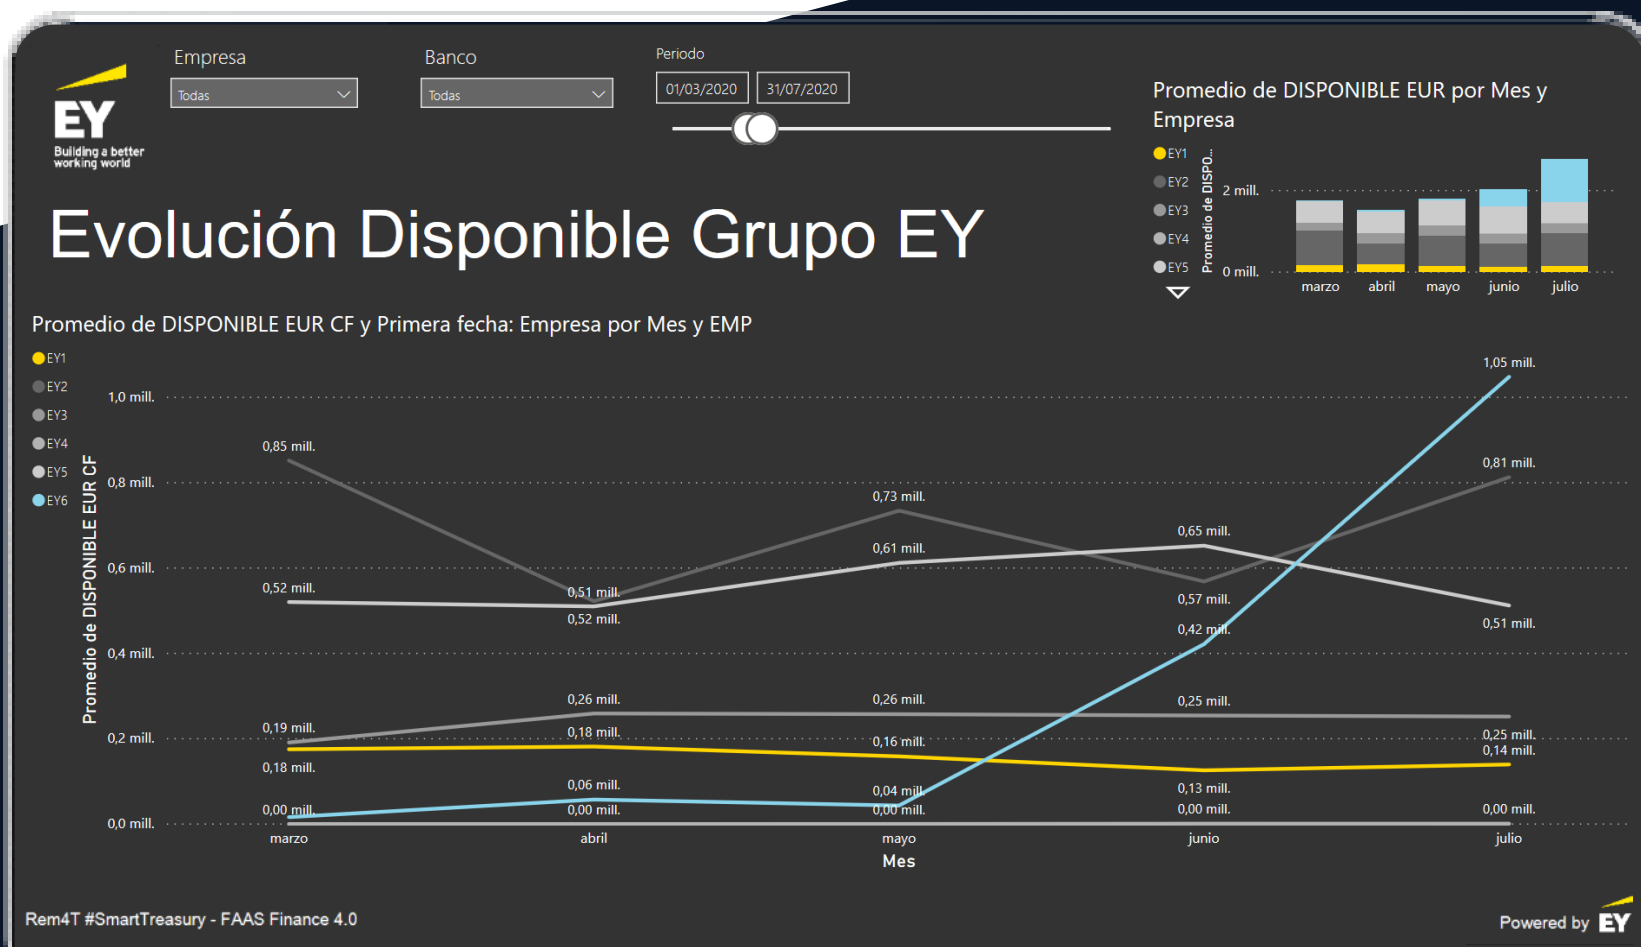 Empresa
Todas
Banco
Todas
Periodo
01/03/2020
31/07/2020
EY
Building a better
working world
Evolución Disponible Grupo EY
Promedio de DISPONIBLE EUR por Mes y
Empresa
EY1
EY2
EY3
EY4
EY5
Promedio de DISPO...
2 mill.
0 mill.
marzo
abril
mayo
junio
julio
Promedio de DISPONIBLE EUR CF y Primera fecha: Empresa por Mes y EMP
EY1
EY2
EY3
EY4
EY5
EY6
Promedio de DISPONIBLE EUR CF
1,0 mill.
0,8 mill.
0,6 mill.
0,4 mill.
0,2 mill.
0,0 mill.
0,85 mill.
0,52 mill.
0,19 mill.
0,18 mill.
0,00 mill.
0,51 mill.
0,52 mill.
0,26 mill.
0,18 mill.
0,06 mill.
0,00 mill.
0,73 mill.
0,61 mill.
0,26 mill.
0,16 mill.
0,04 mill.
0,00 mill.
0,65 mill.
0,57 mill.
0,42 mill.
0,25 mill.
0,13 mill.
0,00 mill.
1,05 mill.
0,81 mill.
0,51 mill.
0,25 mill.
0,14 mill.
0,00 mill.
marzo
abril
mayo
junio
julio
Mes
Rem4T #SmartTreasury - FAAS Finance 4.0
Powered by EY